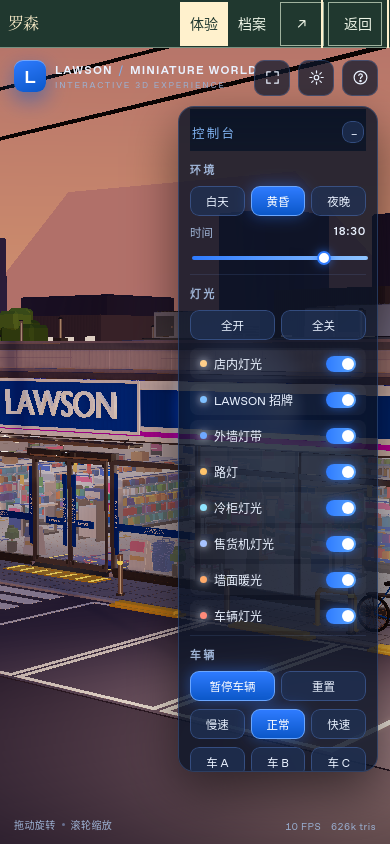 罗森
体验
档案
↗
返回
L
LAWSON / MINIATURE WORLD
INTERACTIVE 3D EXPERIENCE
控制台
–
环境
白天
黄昏
夜晚
时间
18:30
灯光
全开
全关
店内灯光
LAWSON 招牌
外墙灯带
路灯
冷柜灯光
售货机灯光
墙面暖光
车辆灯光
LAWSON
车辆
暂停车辆
重置
慢速
正常
快速
车 A
车 B
车 C
拖动旋转 • 滚轮缩放
10 FPS 626k tris